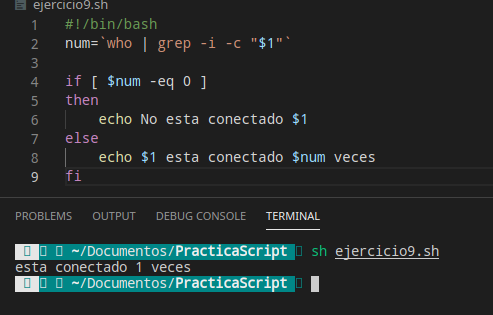 ejercicio9.sh
1 #!/bin/bash
2 num=`who | grep -i -c "$1"`
3
4 if [ $num -eq 0 ]
5 then
6 echo No esta conectado $1
7 else
8 echo $1 esta conectado $num veces
9 fi
PROBLEMS OUTPUT DEBUG CONSOLE TERMINAL
~/Documentos/PracticaScript sh ejercicio9.sh
esta conectado 1 veces
~/Documentos/PracticaScript